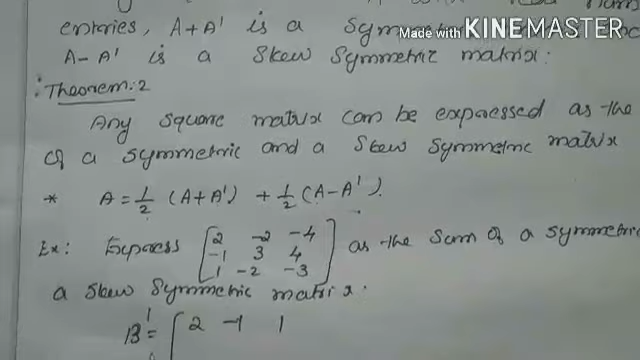 entries, A+A' is a Symm
Made with KINEMASTER
A-A' is a Skew Symmetric matrix.
Theorem:2
Any square matrix can be expressed as the
of a symmetric and a Skew Symmetric matrix
* A = 1/2 (A+A') + 1/2 (A-A').
Ex: Express [2 -2 -4
-1 3 4
1 -2 -3] as the Sum of a symmetric
a Skew Symmetric matrix.
B' = [2 -1 1